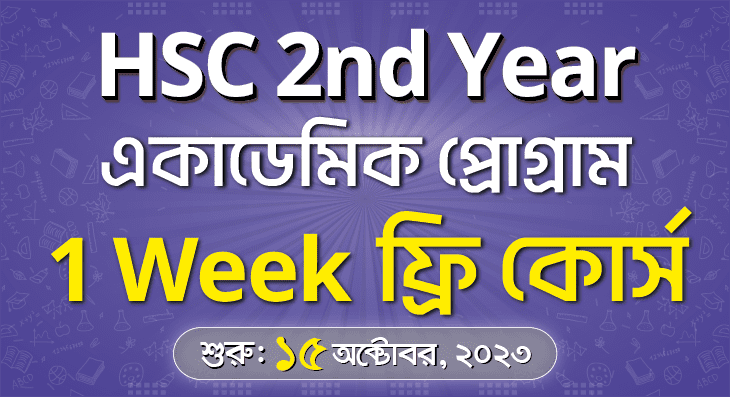 HSC 2nd Year
একাডেমিক প্রোগ্রাম
1 Week ফ্রি কোর্স
শুরু: ১৫ অক্টোবর, ২০২৩